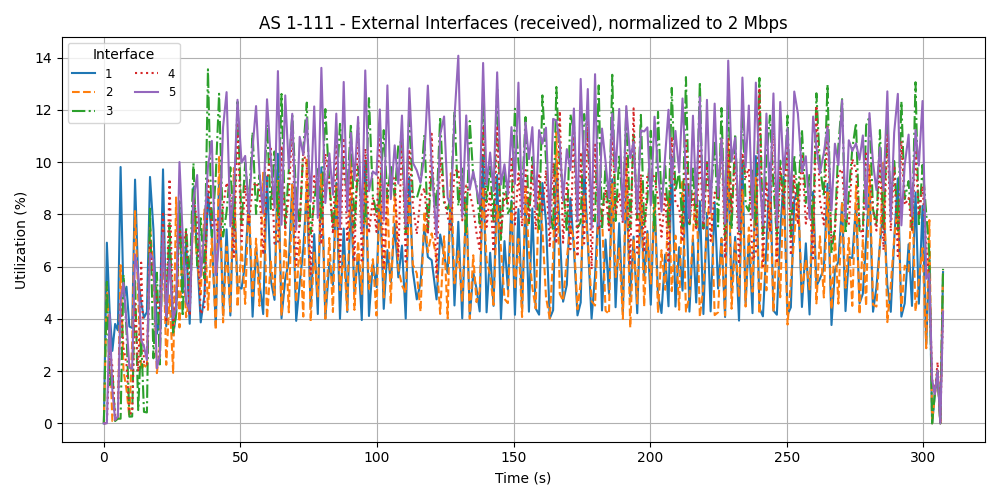 AS 1-111 - External Interfaces (received), normalized to 2 Mbps
Interface
1
2
3
4
5
Utilization (%)
14
12
10
8
6
4
2
0
0 50 100 150 200 250 300
Time (s)